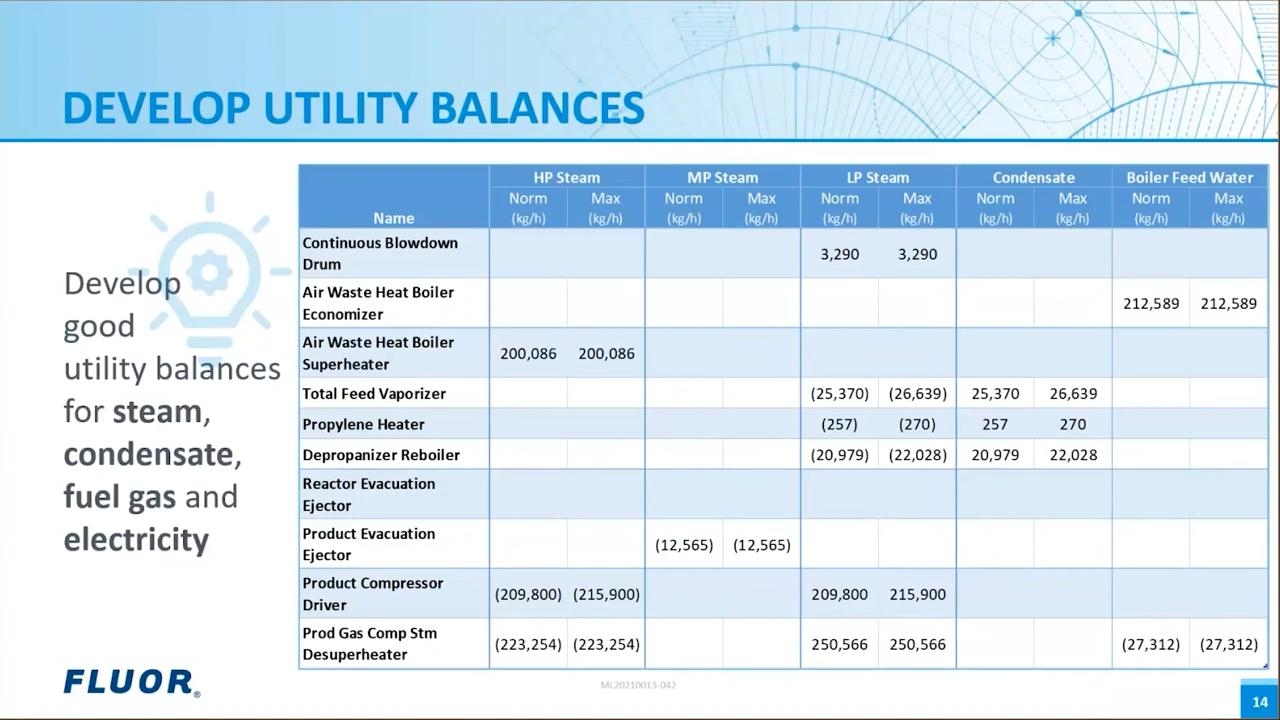 DEVELOP UTILITY BALANCES
Develop
good
utility balances
for steam,
condensate,
fuel gas and
electricity
HP Steam MP Steam LP Steam Condensate Boiler Feed Water
Norm Max Norm Max Norm Max Norm Max Norm Max
Name (kg/h) (kg/h) (kg/h) (kg/h) (kg/h) (kg/h) (kg/h) (kg/h) (kg/h) (kg/h)
Continuous Blowdown
Drum
3,290 3,290
Air Waste Heat Boiler
Economizer
212,589 212,589
Air Waste Heat Boiler
Superheater
200,086 200,086
Total Feed Vaporizer (25,370) (26,639) 25,370 26,639
Propylene Heater (257) (270) 257 270
Depropanizer Reboiler (20,979) (22,028) 20,979 22,028
Reactor Evacuation
Ejector
Product Evacuation
Ejector
(12,565) (12,565)
Product Compressor
Driver
(209,800) (215,900) 209,800 215,900
Prod Gas Comp Stm
Desuperheater
(223,254) (223,254) 250,566 250,566 (27,312) (27,312)
FLUOR®
ML20210013-042
14